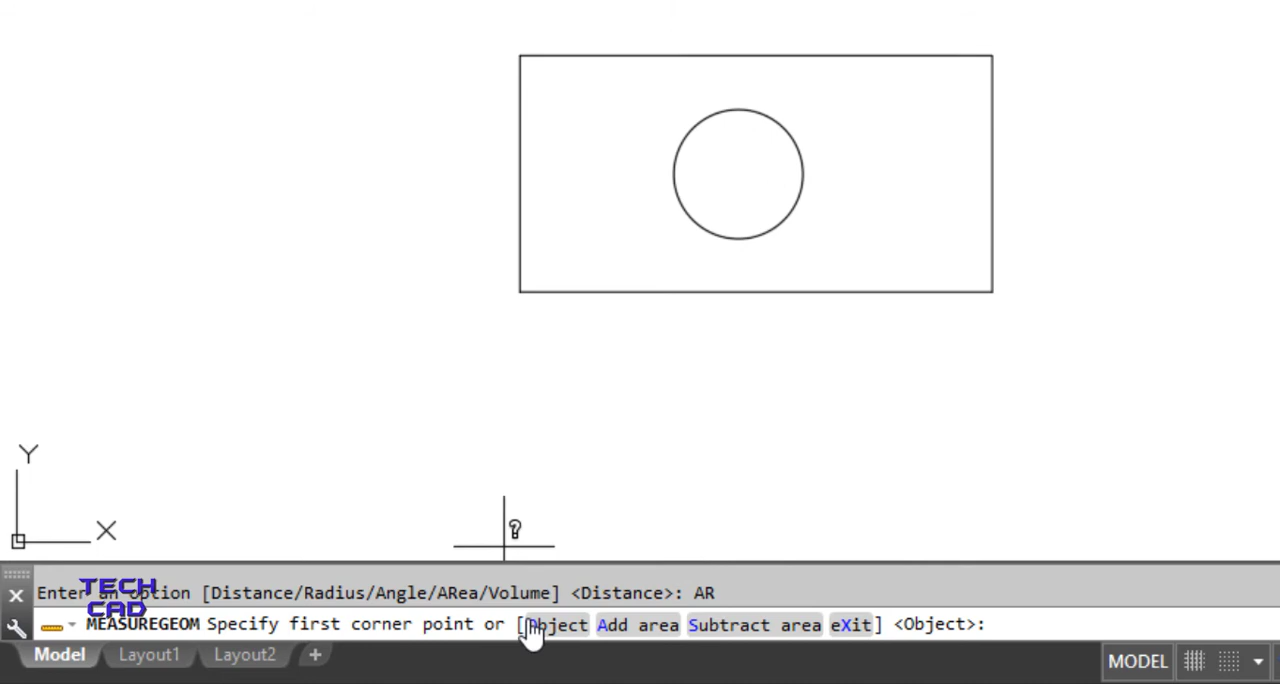 Y
X
Enter an option [Distance/Radius/Angle/ARea/Volume] <Distance>: AR
TECH
CAD
MEASUREGEOM Specify first corner point or [Object Add area Subtract area eXit] <Object>:
Model Layout1 Layout2 +
MODEL